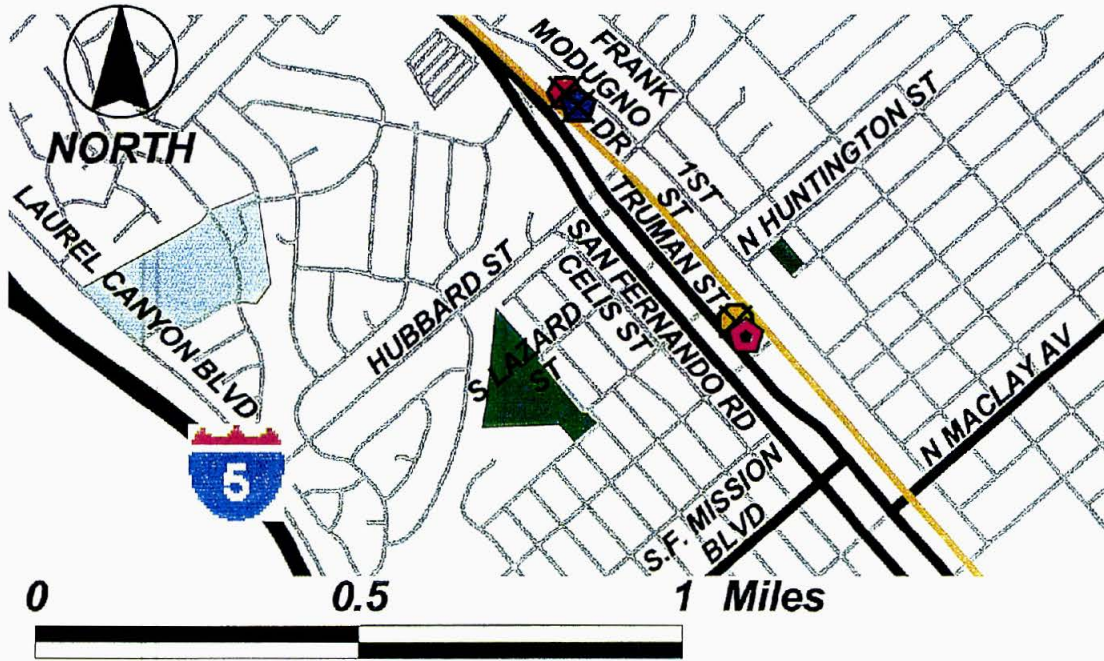 NORTH
FRANK
MODUGNO
DR
1ST
ST
N HUNTINGTON ST
LAUREL CANYON BLVD
HUBBARD ST
TRUMAN ST
SAN FERNANDO RD
CELIS ST
S LAZARD
ST
N MACLAY AV
S.F. MISSION
BLVD
5
0 0.5 1 Miles